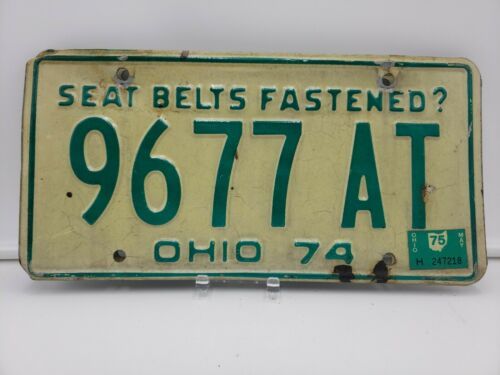 SEAT BELTS FASTENED?
9677 AT
OHIO 74
OHIO 75 MAY
H 247218